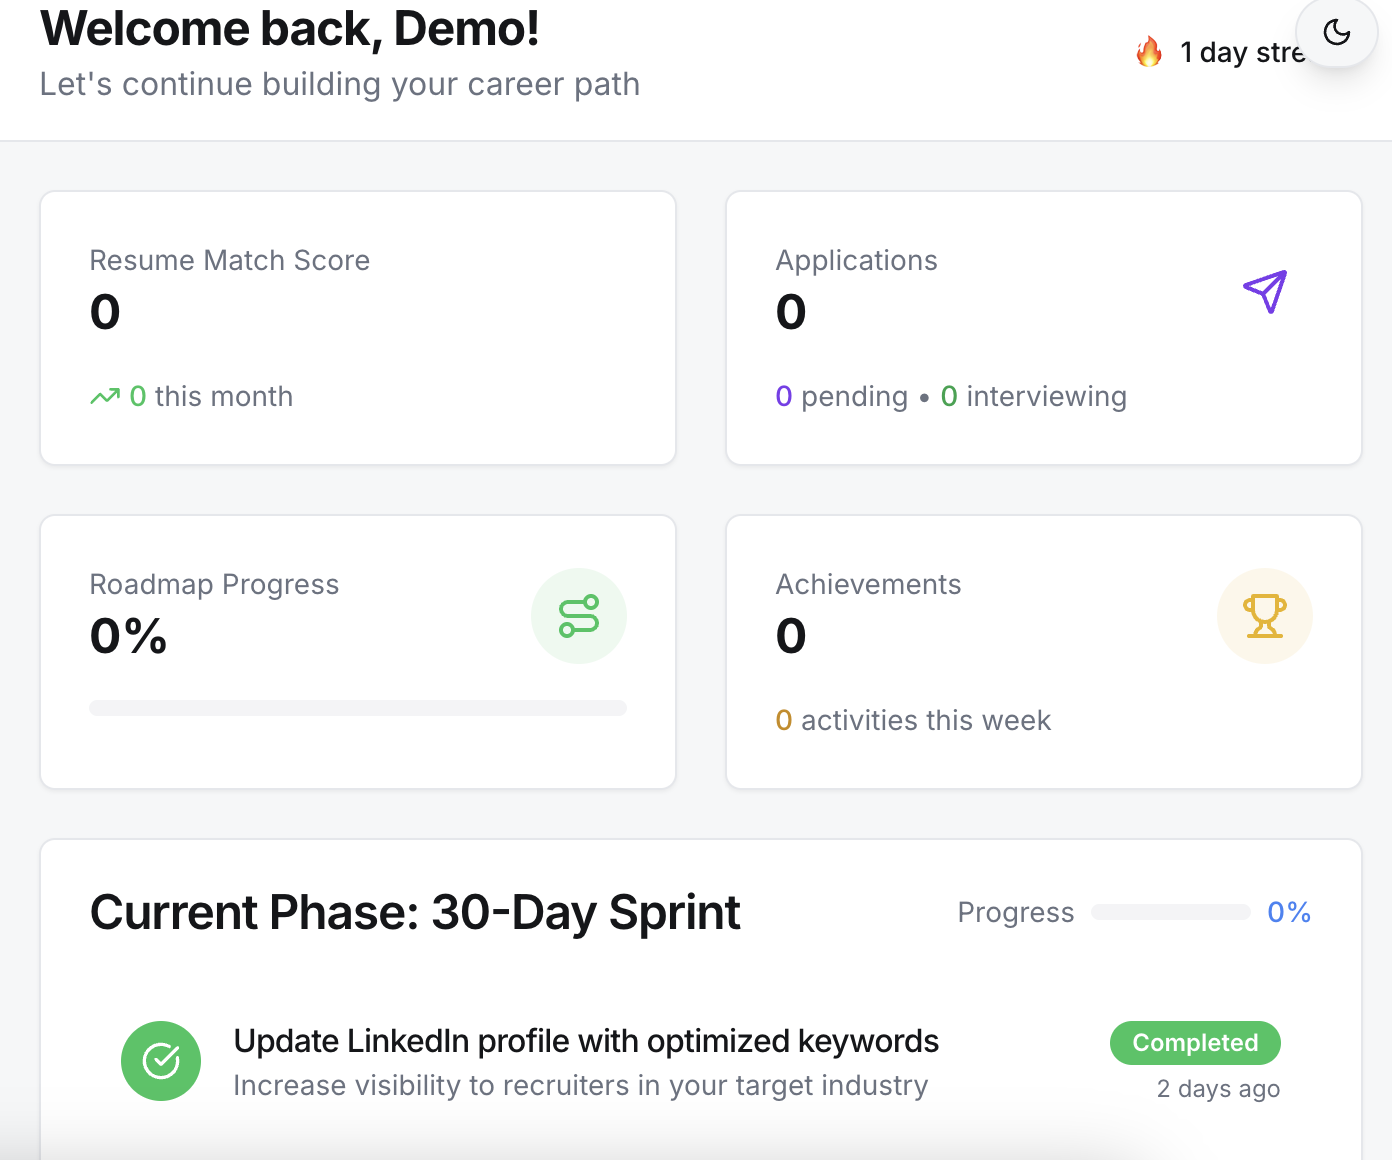 Welcome back, Demo!
Let's continue building your career path
🔥 1 day stre
Resume Match Score
0
0 this month
Applications
0
0 pending • 0 interviewing
Roadmap Progress
0%
Achievements
0
0 activities this week
Current Phase: 30-Day Sprint
Progress 0%
Update LinkedIn profile with optimized keywords
Completed
Increase visibility to recruiters in your target industry
2 days ago